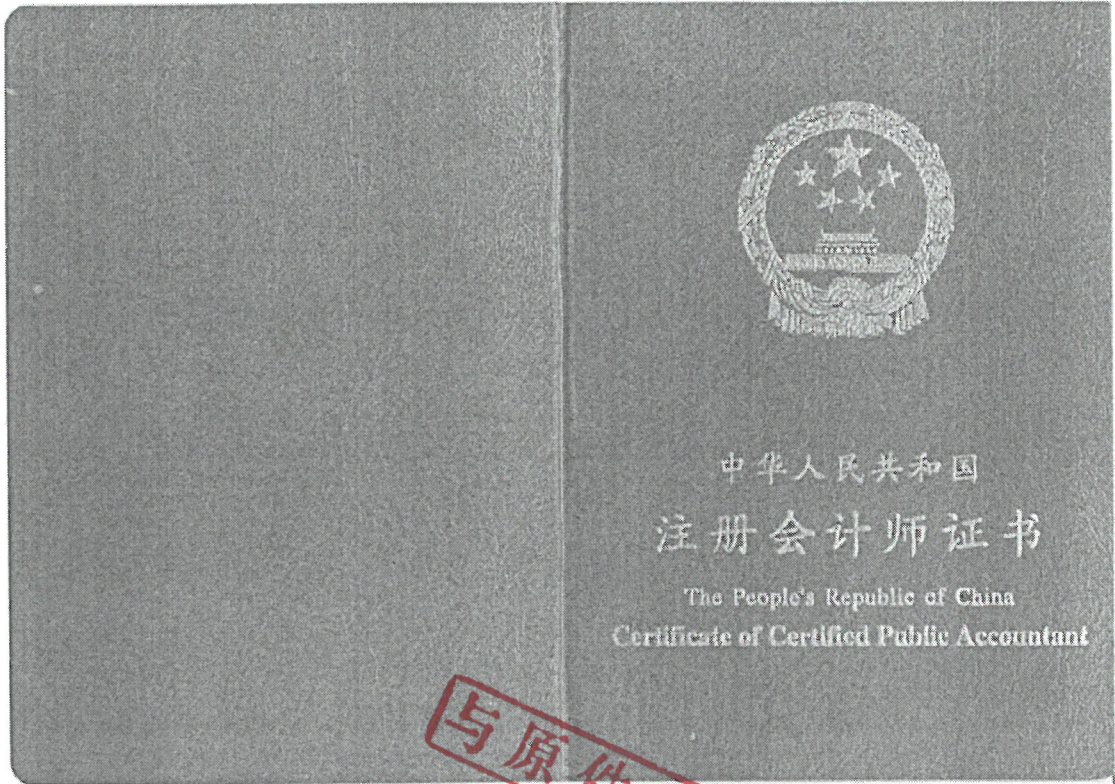 中华人民共和国
注册会计师证书
The People's Republic of China
Certificate of Certified Public Accountant
与原件